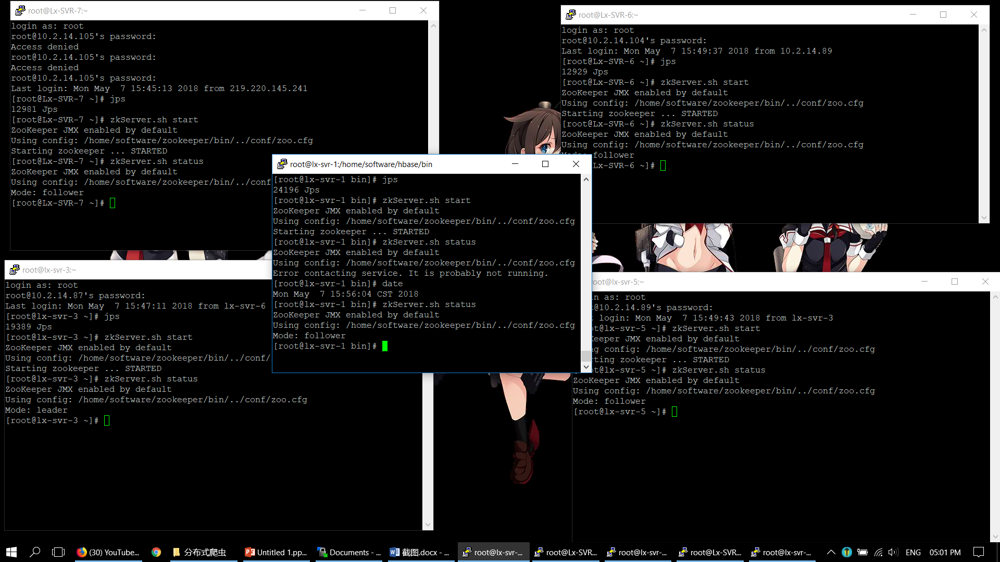 root@Lx-SVR-7:~
login as: root
root@10.2.14.105's password:
Access denied
root@10.2.14.105's password:
Access denied
root@10.2.14.105's password:
Last login: Mon May  7 15:45:13 2018 from 219.220.145.241
[root@Lx-SVR-7 ~]# jps
12981 Jps
[root@Lx-SVR-7 ~]# zkServer.sh start
ZooKeeper JMX enabled by default
Using config: /home/software/zookeeper/bin/../conf/zoo.cfg
Starting zookeeper ... STARTED
[root@Lx-SVR-7 ~]# zkServer.sh status
ZooKeeper JMX enabled by default
Using config: /home/software/zookeeper/bin/../conf
Mode: follower
[root@Lx-SVR-7 ~]#
root@Lx-SVR-6:~
login as: root
root@10.2.14.104's password:
Last login: Mon May  7 15:49:37 2018 from 10.2.14.89
[root@Lx-SVR-6 ~]# jps
12929 Jps
[root@Lx-SVR-6 ~]# zkServer.sh start
ZooKeeper JMX enabled by default
Using config: /home/software/zookeeper/bin/../conf/zoo.cfg
Starting zookeeper ... STARTED
[root@Lx-SVR-6 ~]# zkServer.sh status
ZooKeeper JMX enabled by default
Using config: /home/software/zookeeper/bin/../conf/zoo.cfg
follower
Lx-SVR-6 ~]#
root@lx-svr-1:/home/software/hbase/bin
[root@lx-svr-1 bin]# jps
24196 Jps
[root@lx-svr-1 bin]# zkServer.sh start
ZooKeeper JMX enabled by default
Using config: /home/software/zookeeper/bin/../conf/zoo.cfg
Starting zookeeper ... STARTED
[root@lx-svr-1 bin]# zkServer.sh status
ZooKeeper JMX enabled by default
Using config: /home/software/zookeeper/bin/../conf/zoo.cfg
Error contacting service. It is probably not running.
[root@lx-svr-1 bin]# date
Mon May  7 15:56:04 CST 2018
[root@lx-svr-1 bin]# zkServer.sh status
ZooKeeper JMX enabled by default
Using config: /home/software/zookeeper/bin/../conf/zoo.cfg
Mode: follower
[root@lx-svr-1 bin]#
root@lx-svr-3:~
login as: root
root@10.2.14.87's password:
Last login: Mon May  7 15:47:11 2018 from lx-svr-6
[root@lx-svr-3 ~]# jps
19389 Jps
[root@lx-svr-3 ~]# zkServer.sh start
ZooKeeper JMX enabled by default
Using config: /home/software/zookeeper/bin/../conf/
Starting zookeeper ... STARTED
[root@lx-svr-3 ~]# zkServer.sh status
ZooKeeper JMX enabled by default
Using config: /home/software/zookeeper/bin/../conf/zoo.cfg
Mode: leader
[root@lx-svr-3 ~]#
oot@lx-svr-5:~
n as: root
@10.2.14.89's password:
login: Mon May  7 15:49:43 2018 from lx-svr-3
@lx-svr-5 ~]# zkServer.sh start
eeper JMX enabled by default
g config: /home/software/zookeeper/bin/../conf/zoo.cfg
ting zookeeper ... STARTED
@lx-svr-5 ~]# zkServer.sh status
ZooKeeper JMX enabled by default
Using config: /home/software/zookeeper/bin/../conf/zoo.cfg
Mode: follower
[root@lx-svr-5 ~]#
(30) YouTube... 分布式爬虫 Untitled 1.pp... Documents - ... 截图.docx - ... root@lx-svr-... root@Lx-SVR... root@lx-svr-... root@Lx-SVR... root@lx-svr-... ENG 05:01 PM